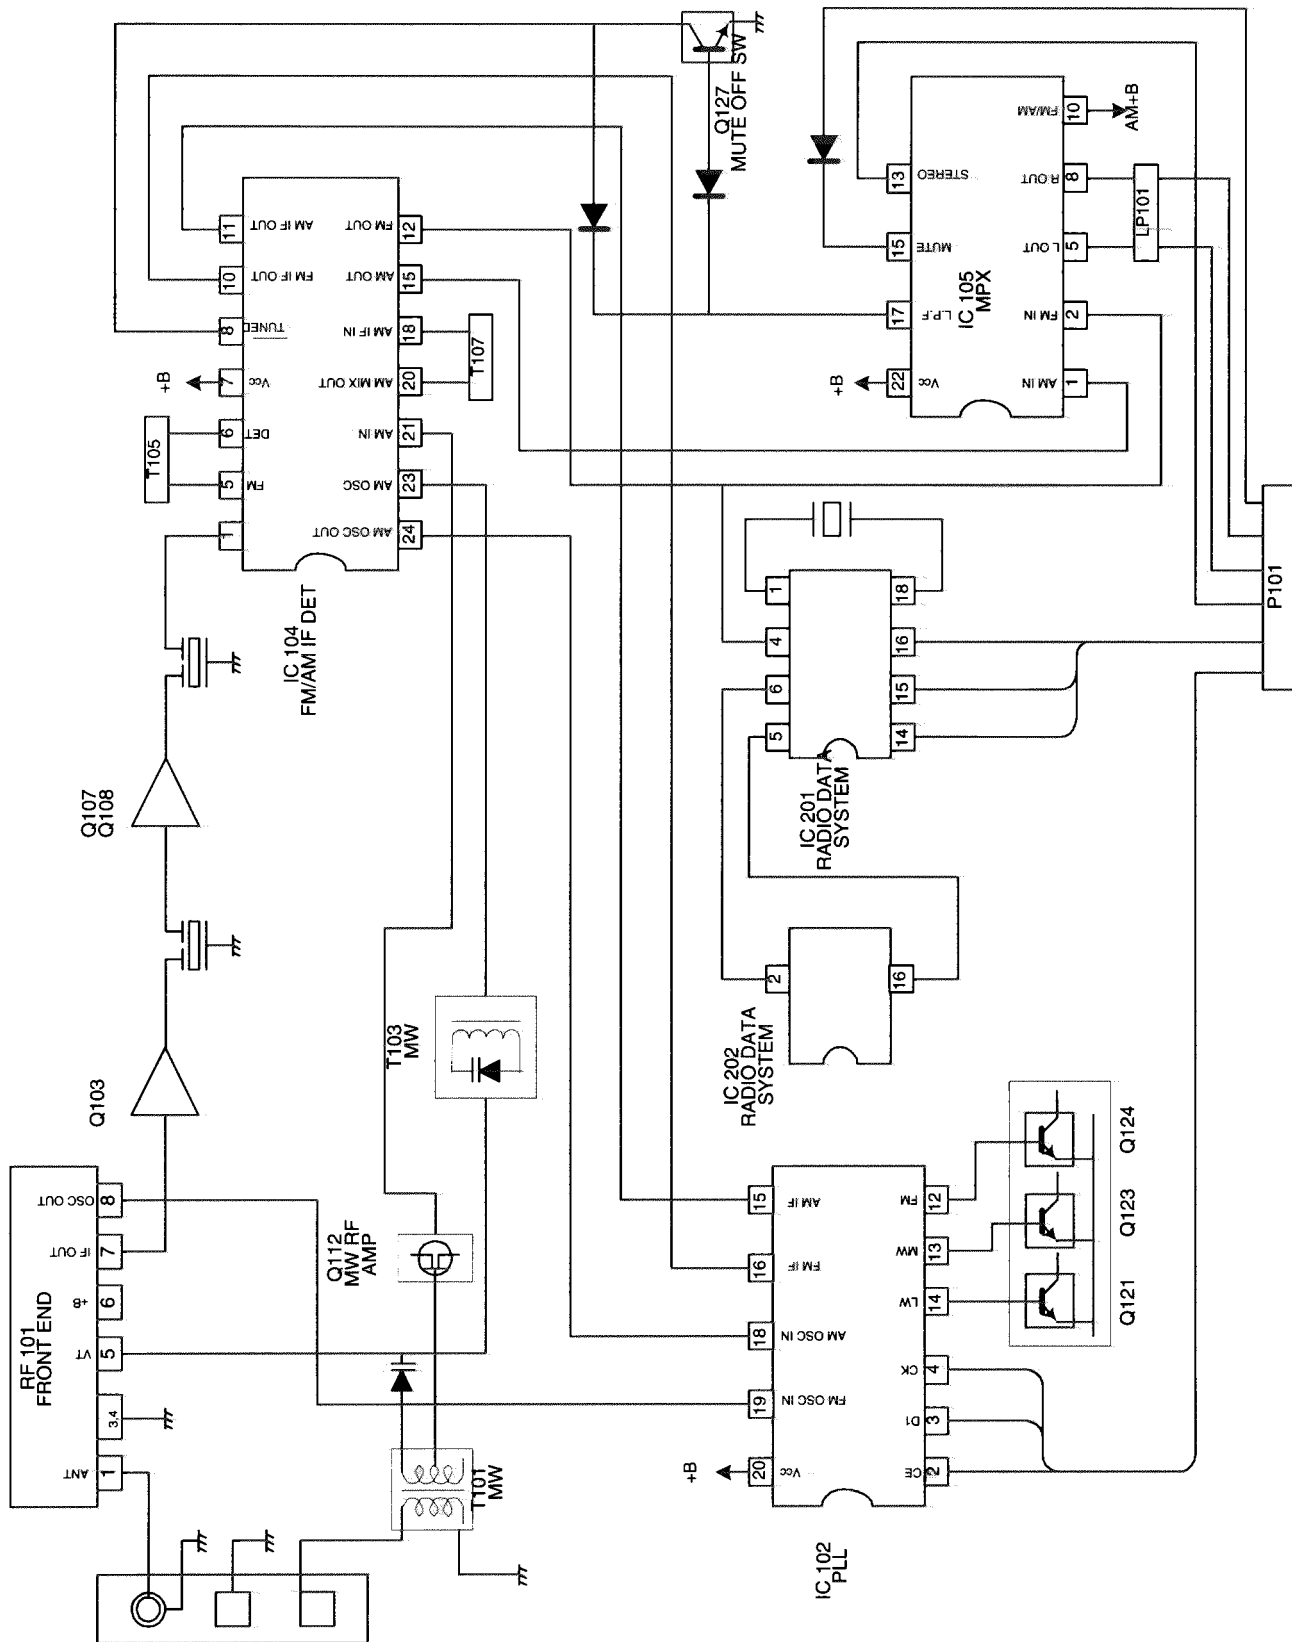 RF 101
FRONT END
ANT
1
3,4
VT
5
+B
6
IF OUT
7
OSC OUT
8
Q103
Q107
Q108
IC 104
FM/AM IF DET
1
FM
5
DET
6
T105
+B
Vcc
7
TUNED
8
FM IF OUT
10
AM IF OUT
11
FM OUT
12
AM OUT
15
AM IF IN
18
T107
AM MIX OUT
20
AM IN
21
AM OSC
23
AM OSC OUT
24
T101
MW
Q112
MW RF
AMP
T103
MW
Q127
MUTE OFF SW
IC 105
MPX
+B
Vcc
22
L.P.F
17
MUTE
15
STEREO
13
AM IN
1
FM IN
2
L OUT
5
R OUT
8
FM/AM
10
AM+B
LP101
IC 201
RADIO DATA
SYSTEM
5
6
4
1
14
15
16
18
IC 202
RADIO DATA
SYSTEM
2
16
IC 102
PLL
+B
Vcc
20
FM OSC IN
19
AM OSC IN
18
FM IF
16
AM IF
15
CE
2
D1
3
CK
4
LW
14
MW
13
FM
12
Q121
Q123
Q124
P101